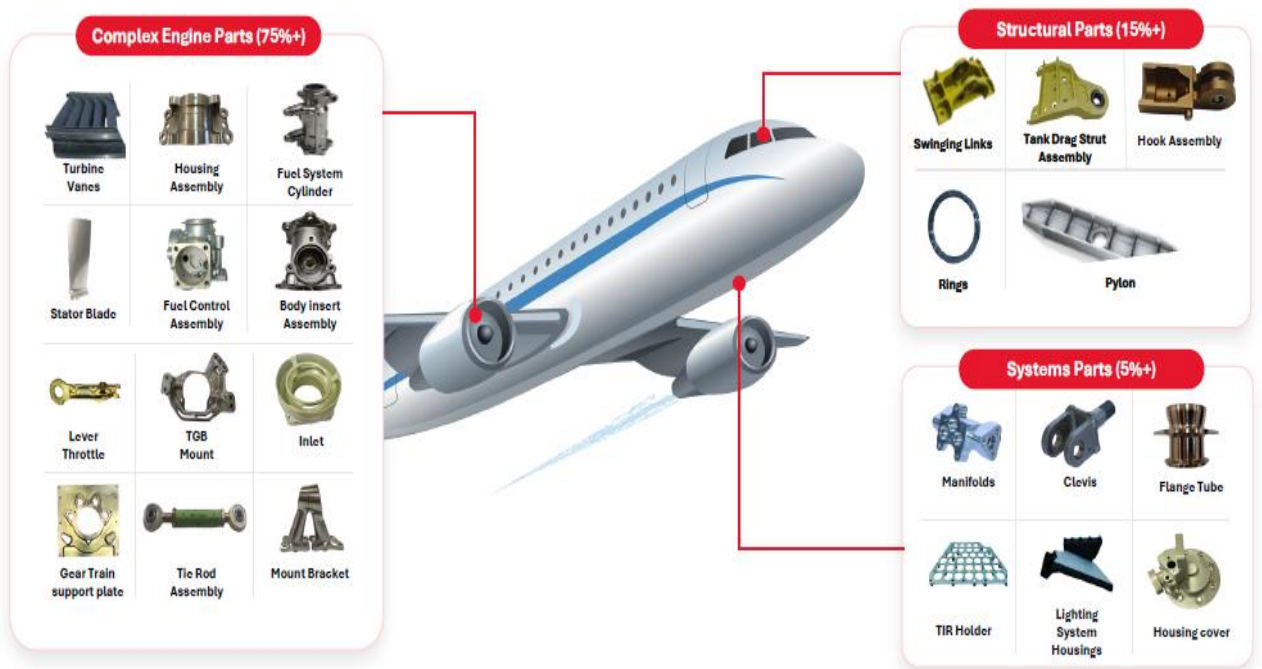 Complex Engine Parts (75%+)
Turbine
Vanes
Housing
Assembly
Fuel System
Cylinder
Stator Blade
Fuel Control
Assembly
Body insert
Assembly
Lever
Throttle
TGB
Mount
Inlet
Gear Train
support plate
Tie Rod
Assembly
Mount Bracket
Structural Parts (15%+)
Swinging Links
Tank Drag Strut
Assembly
Hook Assembly
Rings
Pylon
Systems Parts (5%+)
Manifolds
Clevis
Flange Tube
TIR Holder
Lighting
System
Housings
Housing cover